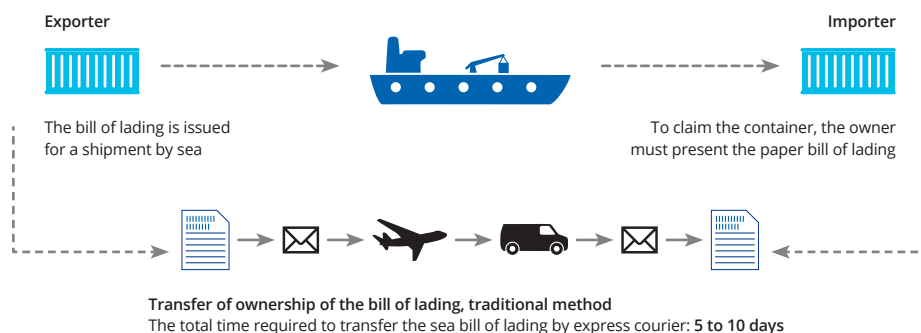 Exporter
Importer
The bill of lading is issued
for a shipment by sea
To claim the container, the owner
must present the paper bill of lading
Transfer of ownership of the bill of lading, traditional method
The total time required to transfer the sea bill of lading by express courier: 5 to 10 days